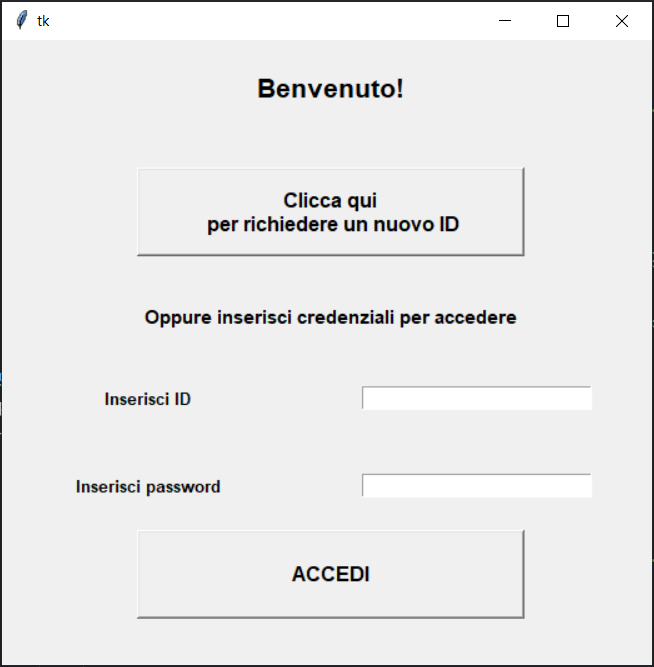 tk
Benvenuto!
Clicca qui
per richiedere un nuovo ID
Oppure inserisci credenziali per accedere
Inserisci ID
Inserisci password
ACCEDI